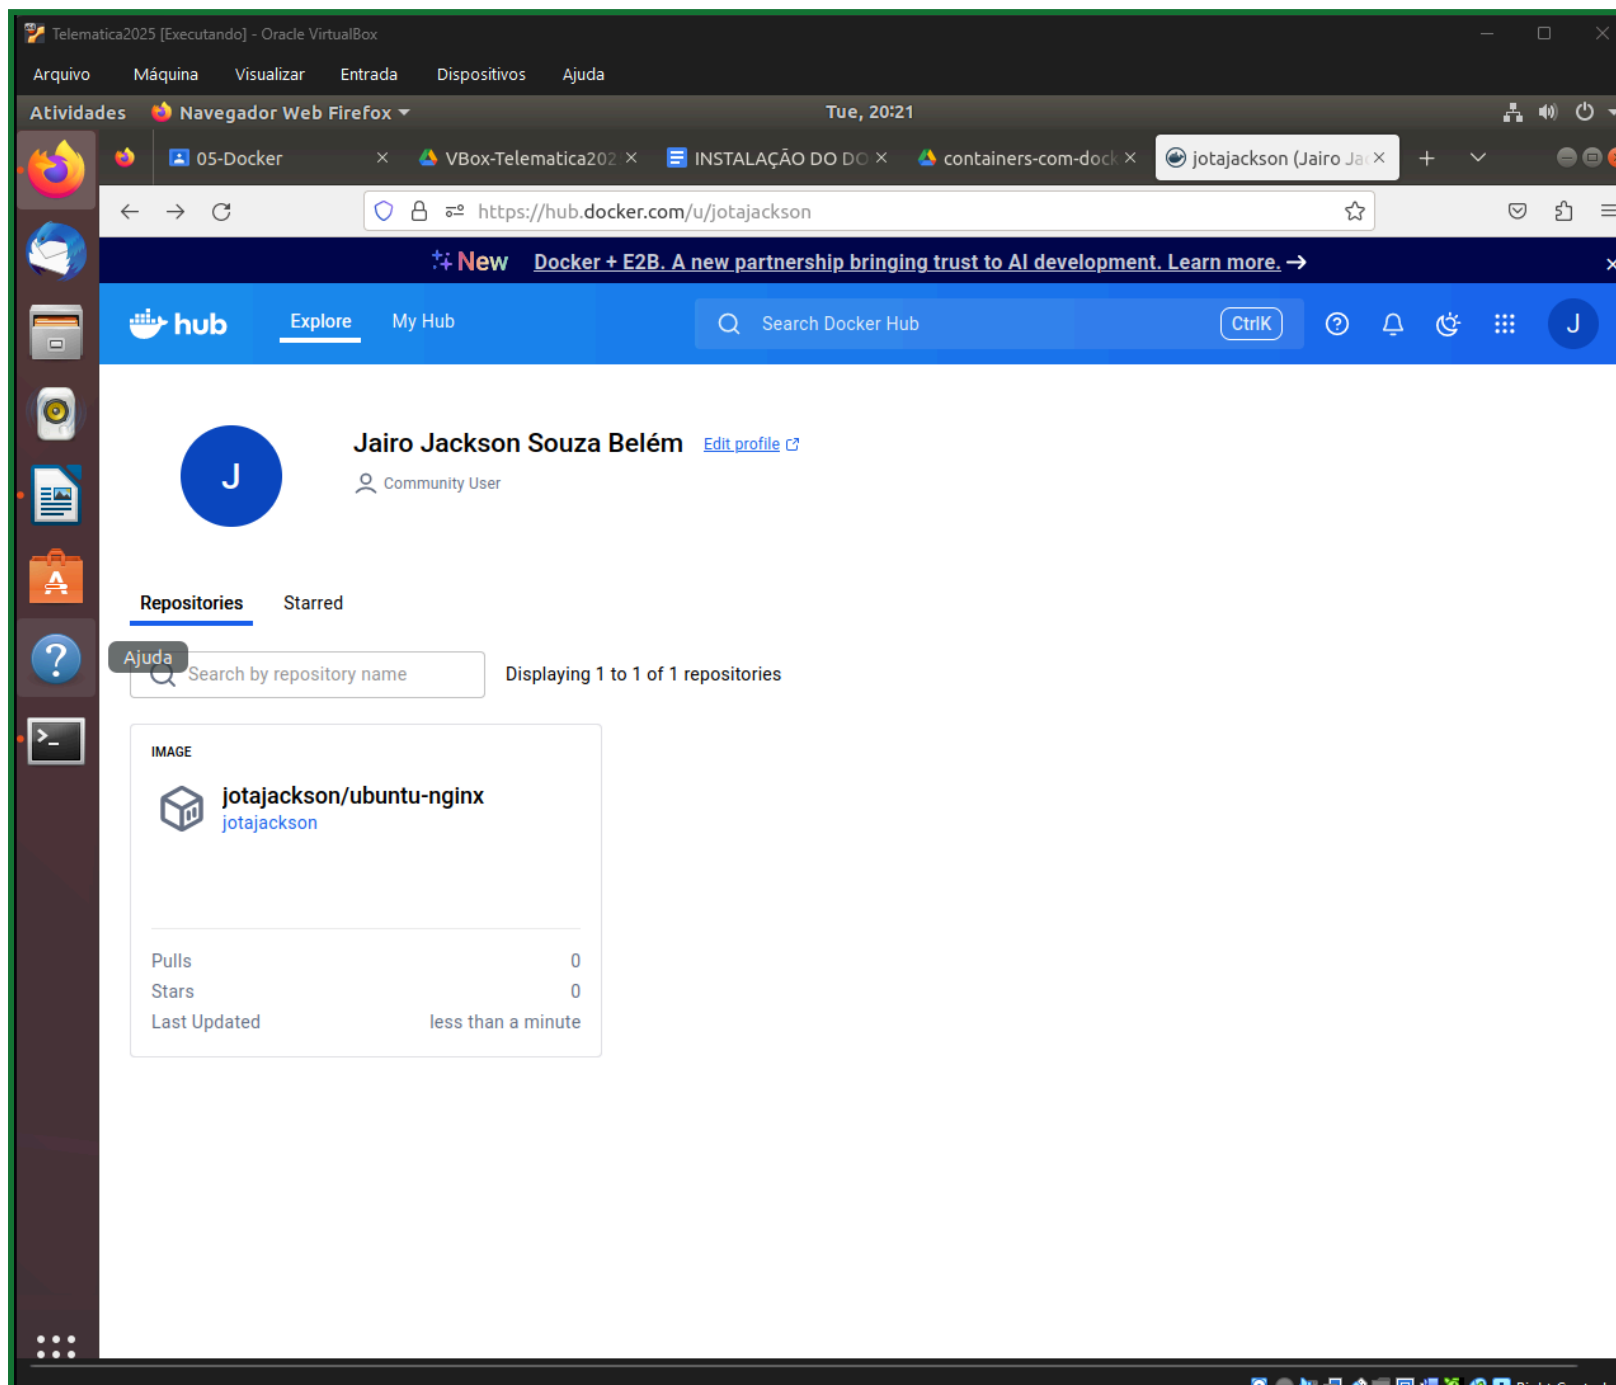 Telematica2025 [Executando] - Oracle VirtualBox
Arquivo Máquina Visualizar Entrada Dispositivos Ajuda
Atividades Navegador Web Firefox Tue, 20:21
05-Docker VBox-Telematica202 INSTALAÇÃO DO DO containers-com-dock jotajackson (Jairo Jac
https://hub.docker.com/u/jotajackson
New Docker + E2B. A new partnership bringing trust to AI development. Learn more. →
hub Explore My Hub Search Docker Hub CtrlK J
J
Jairo Jackson Souza Belém Edit profile
Community User
Repositories Starred
Ajuda
Search by repository name Displaying 1 to 1 of 1 repositories
IMAGE
jotajackson/ubuntu-nginx
jotajackson
Pulls 0
Stars 0
Last Updated less than a minute